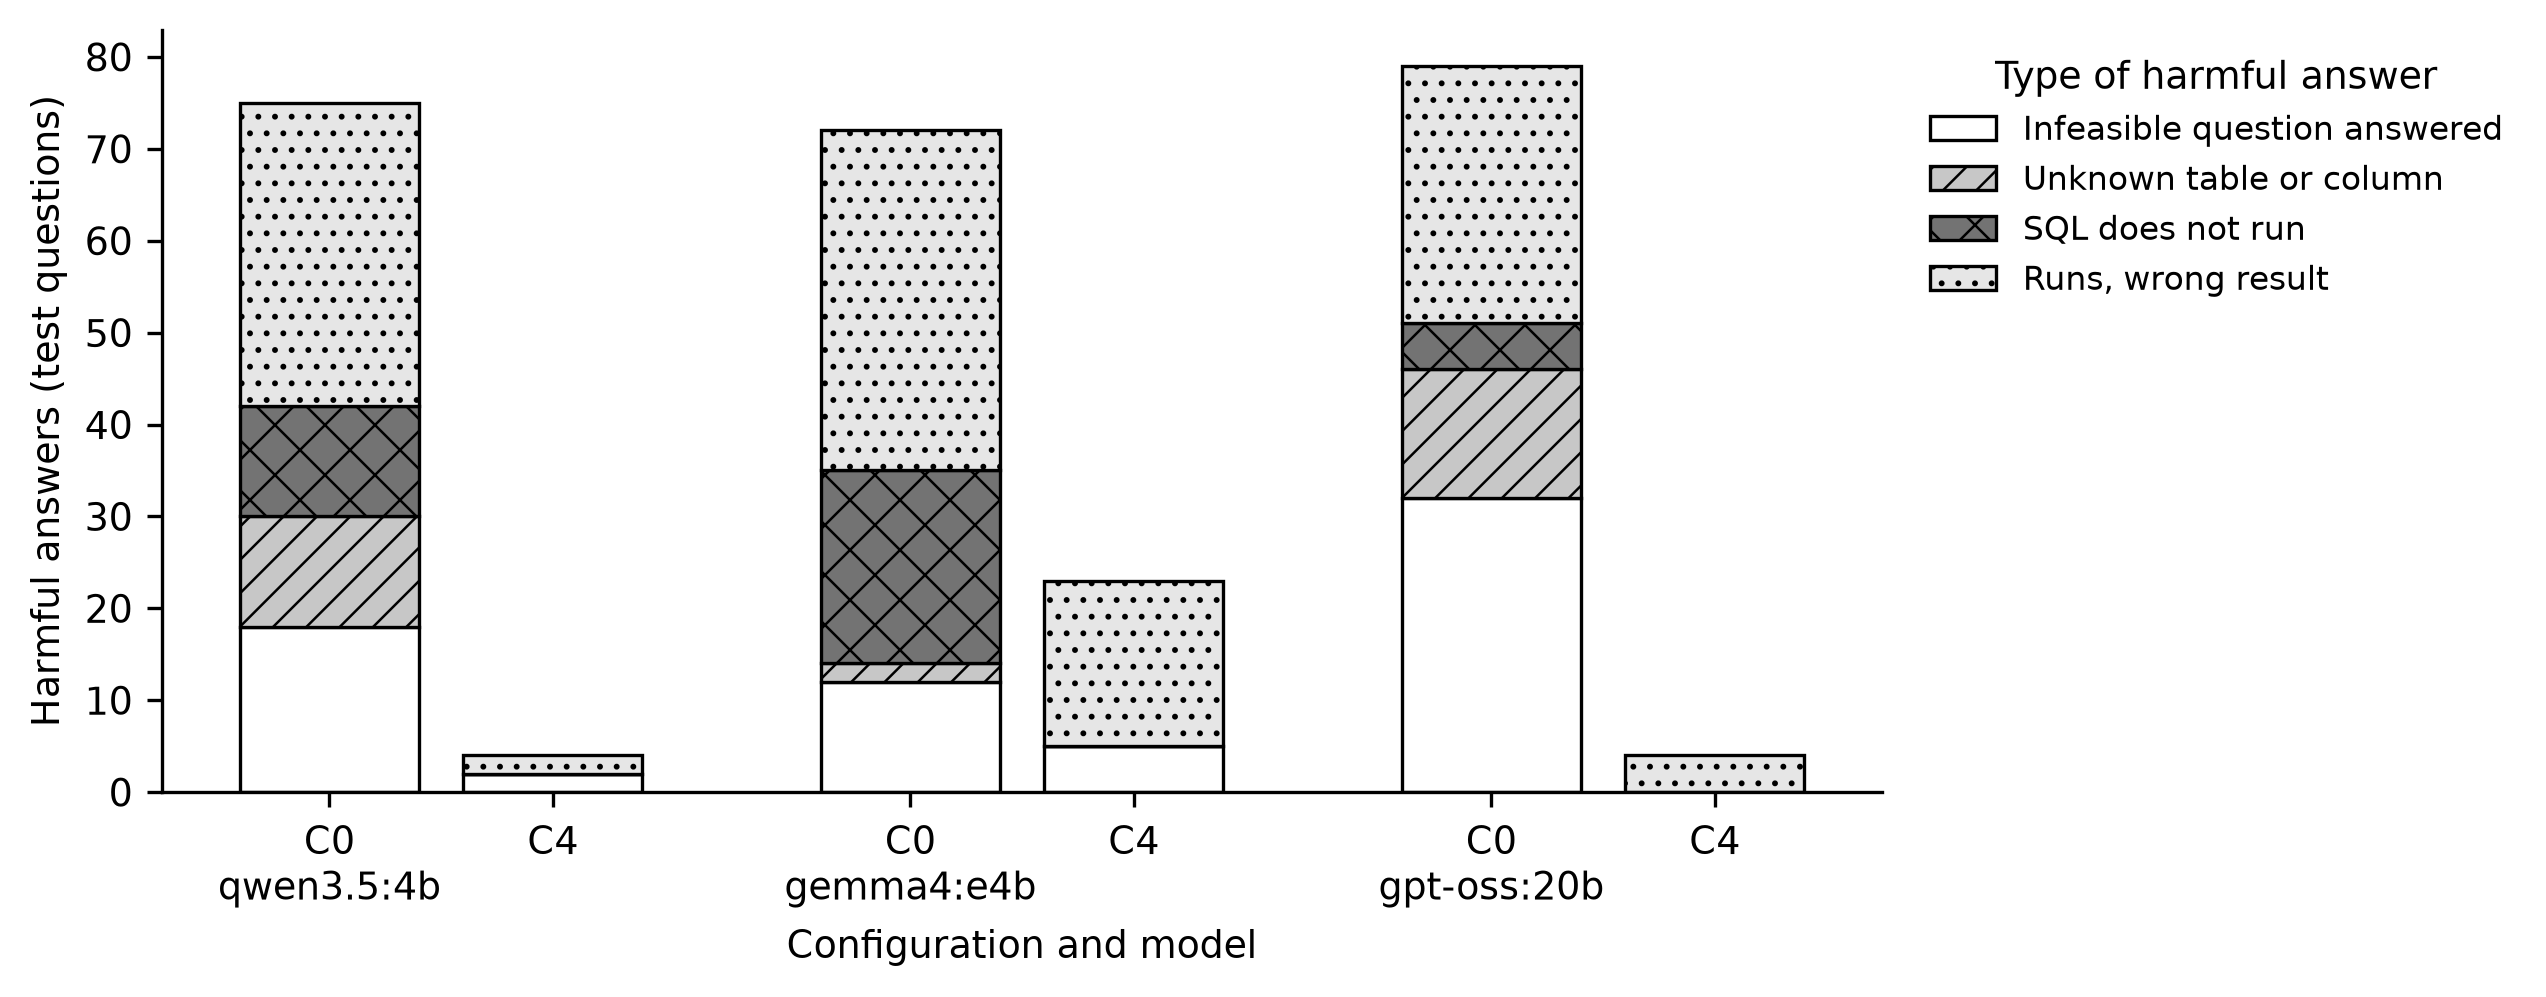 Harmful answers (test questions)
80
70
60
50
40
30
20
10
0
C0 C4 C0 C4 C0 C4
qwen3.5:4b gemma4:e4b gpt-oss:20b
Configuration and model
Type of harmful answer
Infeasible question answered
Unknown table or column
SQL does not run
Runs, wrong result